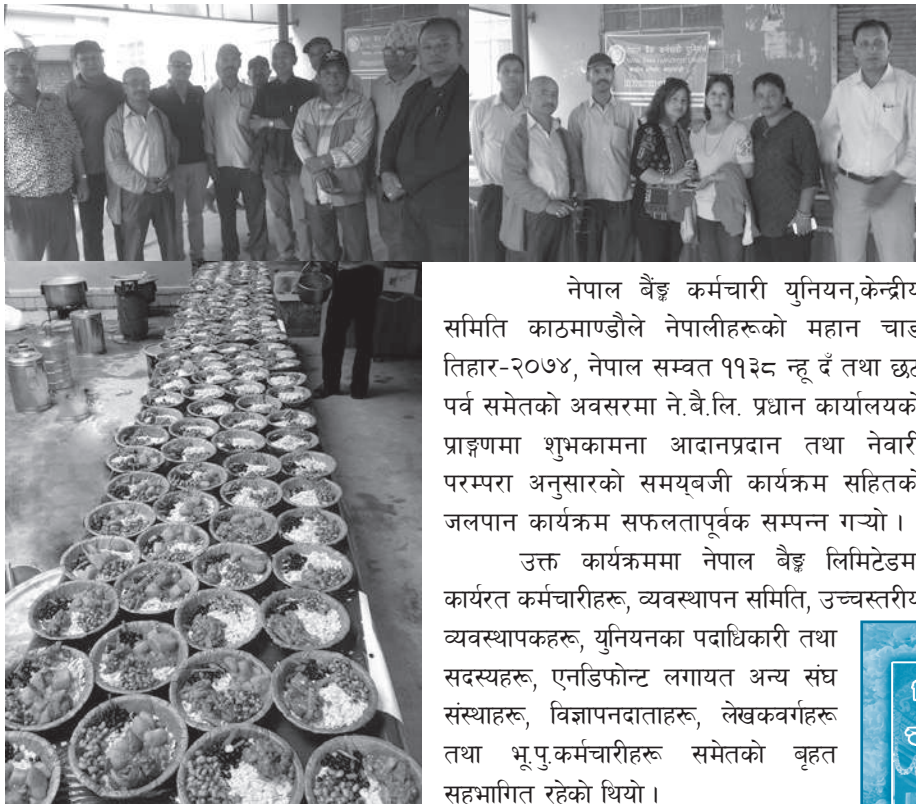 नेपाल बैंक कर्मचारी युनियन
नेपाल बैङ्क कर्मचारी युनियन,केन्द्रीय
समिति काठमाण्डौले नेपालीहरूको महान चाड
तिहार-२०७४, नेपाल सम्वत ११३८ न्हू दँ तथा छठ
पर्व समेतको अवसरमा ने.बै.लि. प्रधान कार्यालयको
प्राङ्गणमा शुभकामना आदानप्रदान तथा नेवारी
परम्परा अनुसारको समय्बजी कार्यक्रम सहितको
जलपान कार्यक्रम सफलतापूर्वक सम्पन्न गर्‍यो ।
उक्त कार्यक्रममा नेपाल बैङ्क लिमिटेडमा
कार्यरत कर्मचारीहरू, व्यवस्थापन समिति, उच्चस्तरीय
व्यवस्थापकहरू, युनियनका पदाधिकारी तथा
सदस्यहरू, एनडिफोन्ट लगायत अन्य संघ
संस्थाहरू, विज्ञापनदाताहरू, लेखकवर्गहरू
तथा भू.पु.कर्मचारीहरू समेतको बृहत
सहभागित रहेको थियो ।